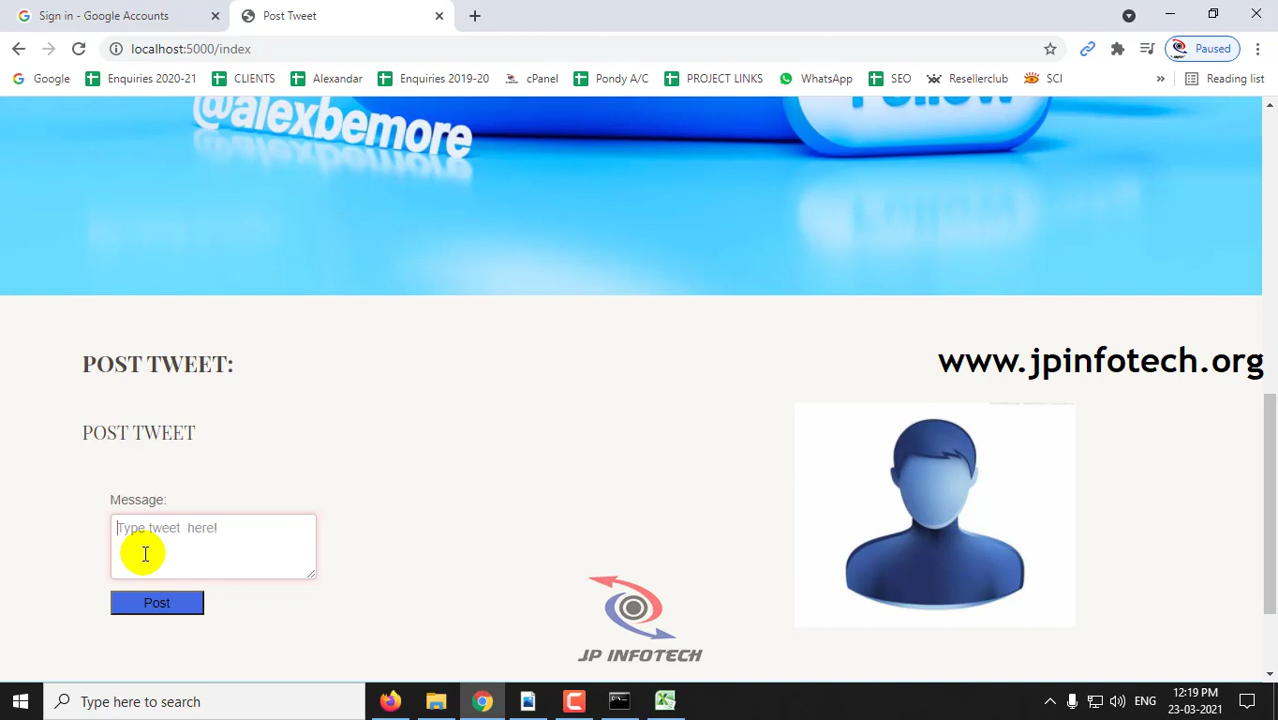 Sign in - Google Accounts
Post Tweet
localhost:5000/index
Paused
Google
Enquiries 2020-21
CLIENTS
Alexandar
Enquiries 2019-20
cPanel
Pondy A/C
PROJECT LINKS
WhatsApp
SEO
Resellerclub
SCI
»
Reading list
@alexbemore
Follow
POST TWEET:
www.jpinfotech.org
POST TWEET
Message:
Type tweet here!
Post
JP INFOTECH
Type here to search
ENG
12:19 PM
23-03-2021